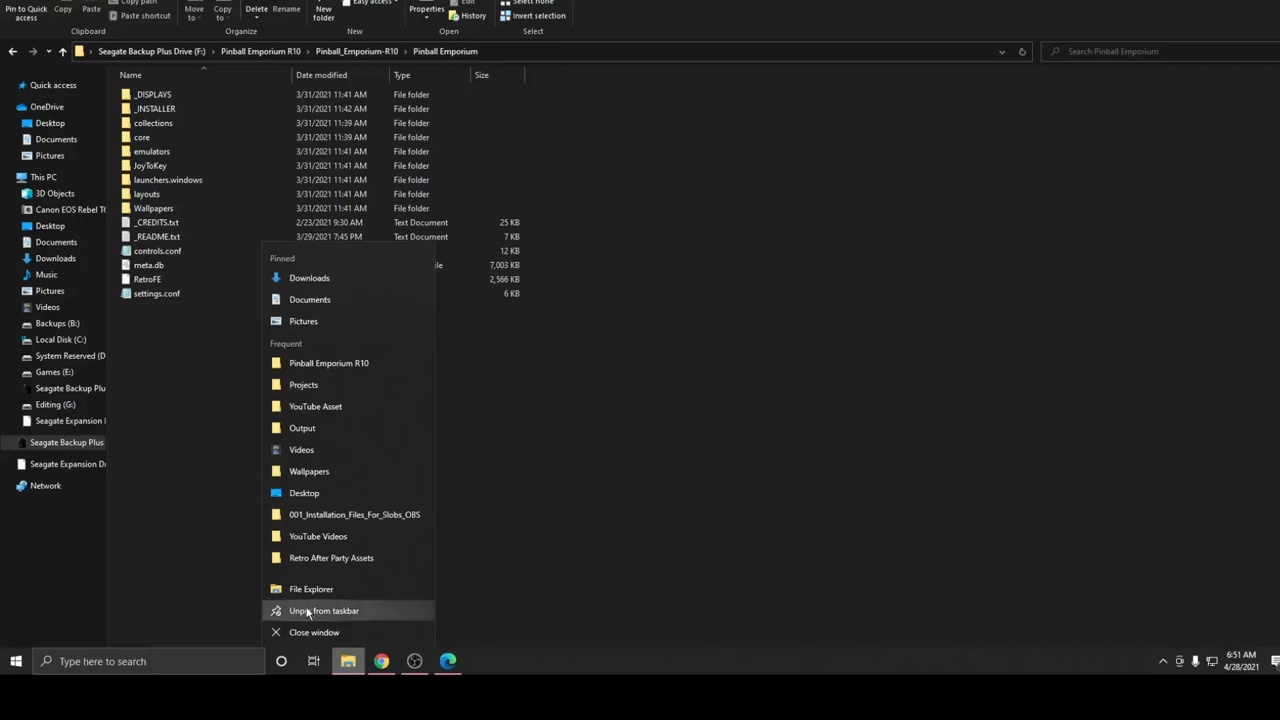 Pin to Quick access
Copy
Paste
Copy path
Paste shortcut
Move to
Copy to
Delete
Rename
New folder
Easy access
Properties
Edit
History
Select none
Invert selection
Clipboard
Organize
New
Open
Select
Seagate Backup Plus Drive (F:) > Pinball Emporium R10 > Pinball_Emporium-R10 > Pinball Emporium
Search Pinball Emporium
Name Date modified Type Size
Quick access
OneDrive
Desktop
Documents
Pictures
This PC
3D Objects
Canon EOS Rebel T6
Desktop
Documents
Downloads
Music
Pictures
Videos
Backups (B:)
Local Disk (C:)
System Reserved (D
Games (E:)
Seagate Backup Plu
Editing (G:)
Seagate Expansion
Seagate Backup Plus
Seagate Expansion Dr
Network
_DISPLAYS 3/31/2021 11:41 AM File folder
_INSTALLER 3/31/2021 11:42 AM File folder
collections 3/31/2021 11:39 AM File folder
core 3/31/2021 11:39 AM File folder
emulators 3/31/2021 11:41 AM File folder
JoyToKey 3/31/2021 11:41 AM File folder
launchers.windows 3/31/2021 11:41 AM File folder
layouts 3/31/2021 11:41 AM File folder
Wallpapers 3/31/2021 11:41 AM File folder
_CREDITS.txt 2/23/2021 9:30 AM Text Document 25 KB
_README.txt 3/29/2021 7:45 PM Text Document 7 KB
controls.conf 12 KB
meta.db le 7,003 KB
RetroFE 2,566 KB
settings.conf 6 KB
Pinned
Downloads
Documents
Pictures
Frequent
Pinball Emporium R10
Projects
YouTube Asset
Output
Videos
Wallpapers
Desktop
001_Installation_Files_For_Slobs_OBS
YouTube Videos
Retro After Party Assets
File Explorer
Unpin from taskbar
Close window
Type here to search
6:51 AM
4/28/2021